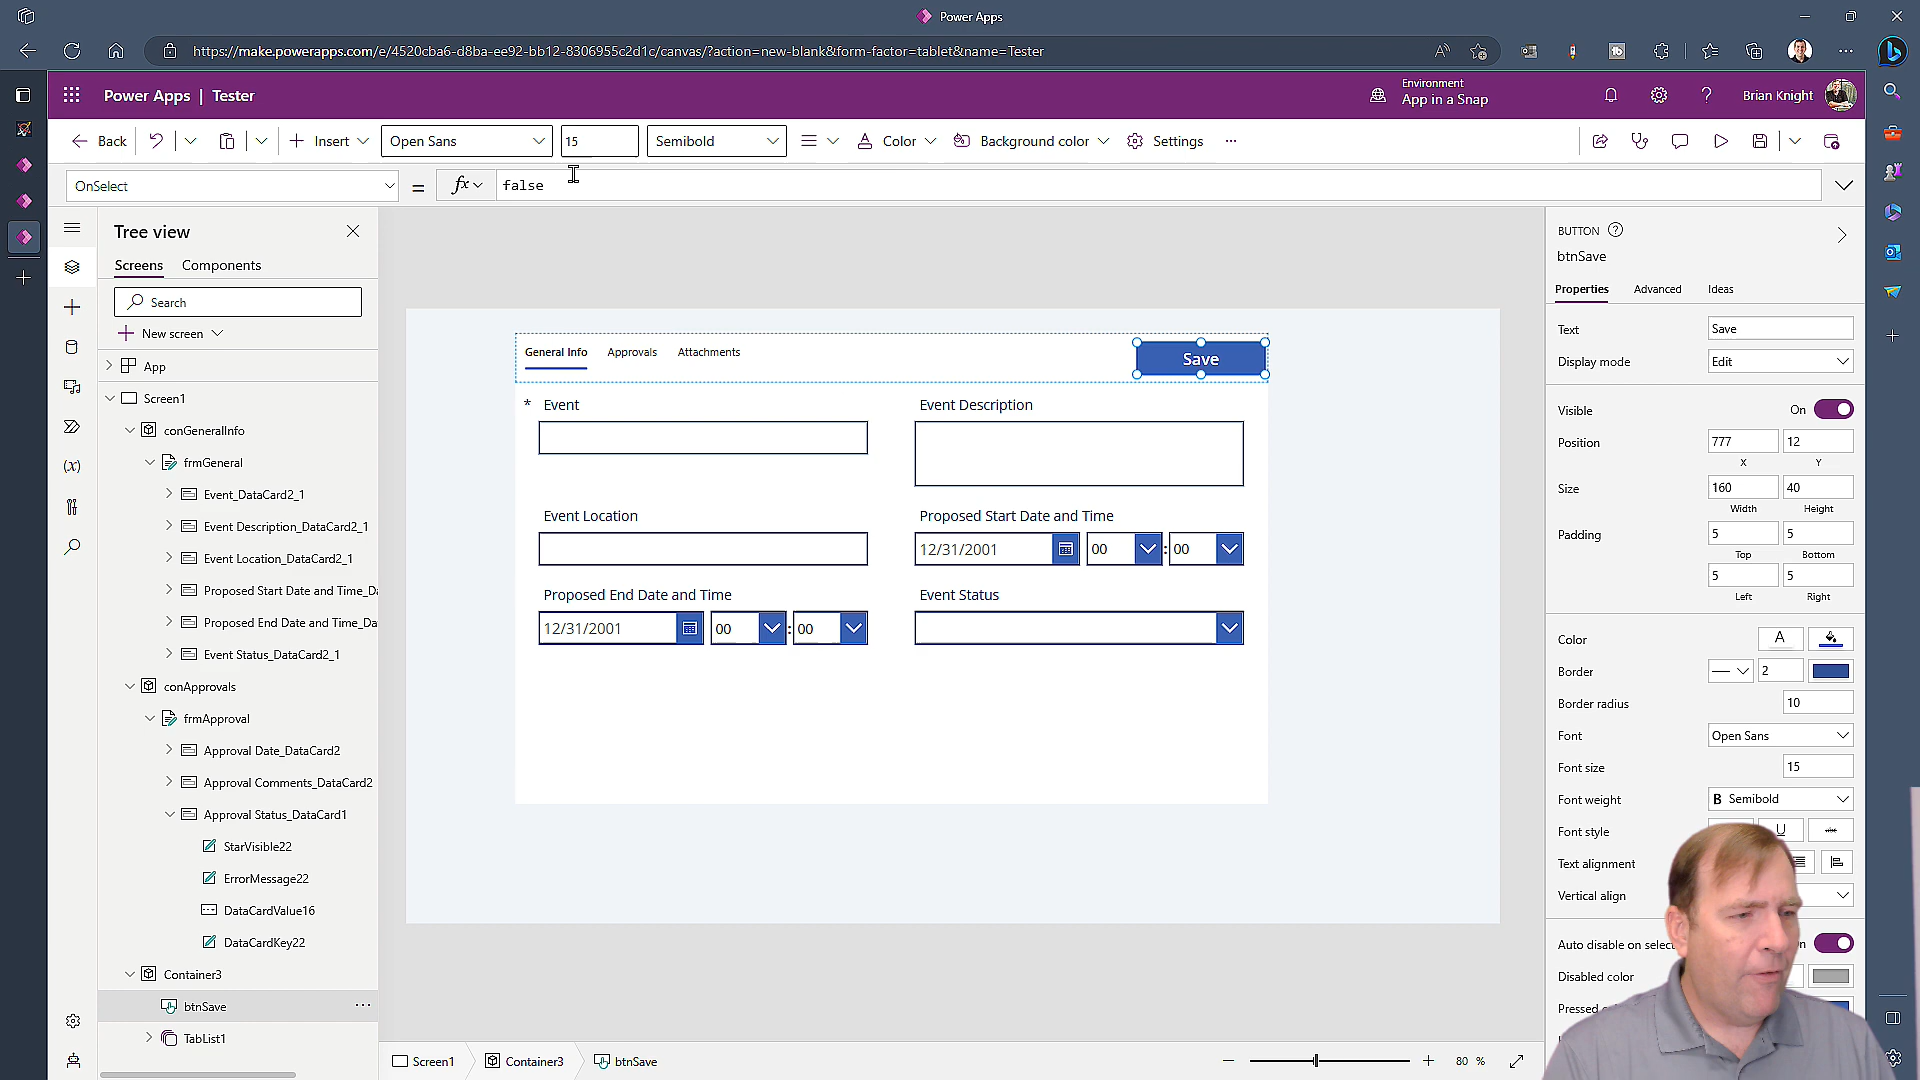 Power Apps
https://make.powerapps.com/e/4520cba6-d8ba-ee92-bb12-8306955c2d1c/canvas/?action=new-blank&form-factor=tablet&name=Tester
Power Apps | Tester
Environment
App in a Snap
Brian Knight
Back
Insert
Open Sans
15
Semibold
Color
Background color
Settings
OnSelect
=
fx
false
Tree view
Screens
Components
Search
New screen
App
Screen1
conGeneralInfo
frmGeneral
Event_DataCard2_1
Event Description_DataCard2_1
Event Location_DataCard2_1
Proposed Start Date and Time_Da
Proposed End Date and Time_Da
Event Status_DataCard2_1
conApprovals
frmApproval
Approval Date_DataCard2
Approval Comments_DataCard2
Approval Status_DataCard1
StarVisible22
ErrorMessage22
DataCardValue16
DataCardKey22
Container3
btnSave
TabList1
General Info
Approvals
Attachments
Save
* Event
Event Description
Event Location
Proposed Start Date and Time
12/31/2001
00
:
00
Proposed End Date and Time
Event Status
12/31/2001
00
:
00
Screen1
Container3
btnSave
80 %
BUTTON
btnSave
Properties
Advanced
Ideas
Text
Save
Display mode
Edit
Visible
On
Position
777
12
X
Y
Size
160
40
Width
Height
Padding
5
5
Top
Bottom
5
5
Left
Right
Color
A
Border
2
Border radius
10
Font
Open Sans
Font size
15
Font weight
B Semibold
Font style
U
Text alignment
Vertical align
Auto disable on select
Disabled color